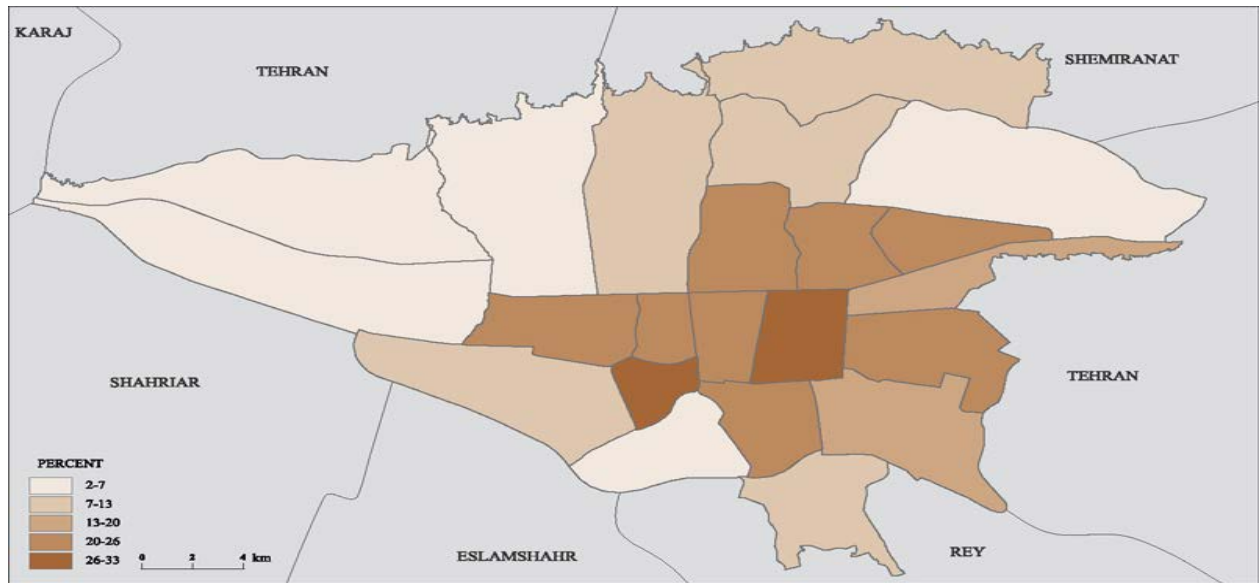 KARAJ
TEHRAN
SHEMIRANAT
SHAHRIAR
TEHRAN
PERCENT
2-7
7-13
13-20
20-26
26-33
0 2 4 km
ESLAMSHAHR
REY